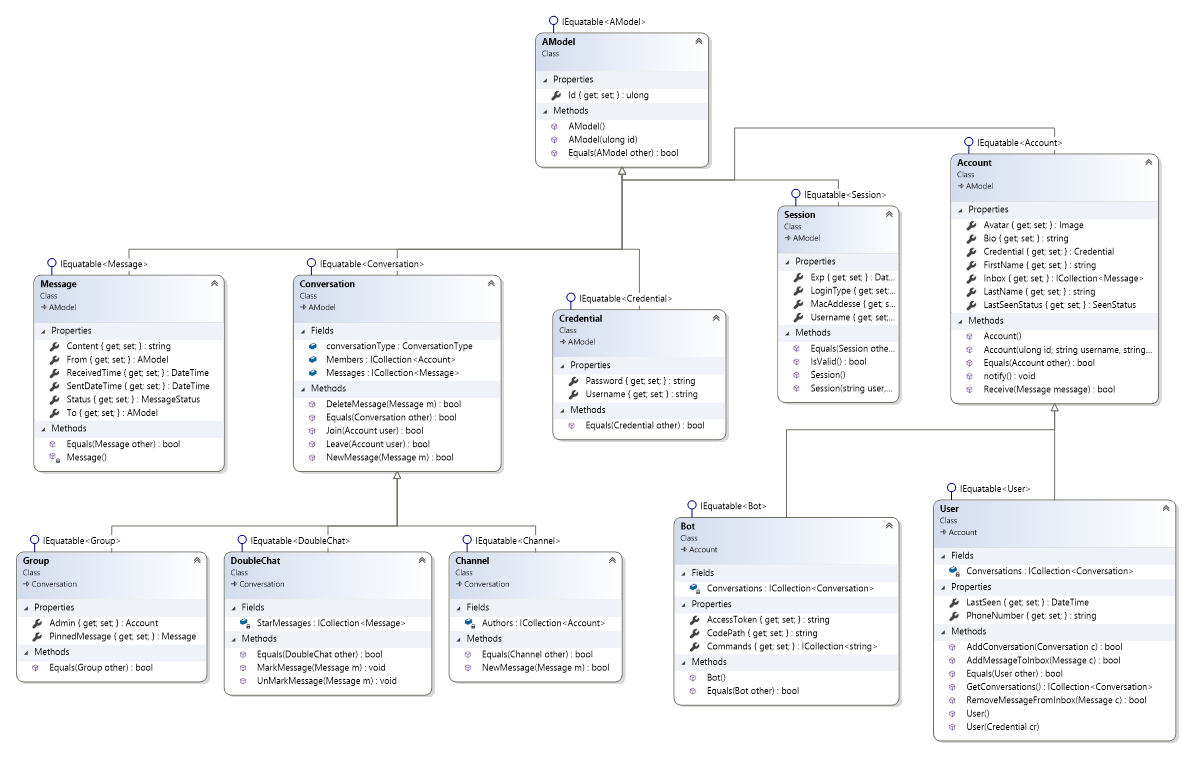 IEquatable<AModel>
AModel
Class
Properties
Id { get; set; } : ulong
Methods
AModel()
AModel(ulong id)
Equals(AModel other) : bool
IEquatable<Account>
Account
Class
AModel
Properties
Avatar { get; set; } : Image
Bio { get; set; } : string
Credential { get; set; } : Credential
FirstName { get; set; } : string
Inbox { get; set; } : ICollection<Message>
LastName { get; set; } : string
LastSeenStatus { get; set; } : SeenStatus
Methods
Account()
Account(ulong id, string username, string...
Equals(Account other) : bool
notify() : void
Receive(Message message) : bool
IEquatable<Session>
Session
Class
AModel
Properties
Exp { get; set; } : Dat...
LoginType { get; set;...
MacAddesse { get; s...
Username { get; set;...
Methods
Equals(Session othe...
IsValid() : bool
Session()
Session(string user,...
IEquatable<Message>
Message
Class
AModel
Properties
Content { get; set; } : string
From { get; set; } : AModel
ReceivedTime { get; set; } : DateTime
SentDateTime { get; set; } : DateTime
Status { get; set; } : MessageStatus
To { get; set; } : AModel
Methods
Equals(Message other) : bool
Message()
IEquatable<Conversation>
Conversation
Class
AModel
Fields
conversationType : ConversationType
Members : ICollection<Account>
Messages : ICollection<Message>
Methods
DeleteMessage(Message m) : bool
Equals(Conversation other) : bool
Join(Account user) : bool
Leave(Account user) : bool
NewMessage(Message m) : bool
IEquatable<Credential>
Credential
Class
AModel
Properties
Password { get; set; } : string
Username { get; set; } : string
Methods
Equals(Credential other) : bool
IEquatable<Group>
Group
Class
Conversation
Properties
Admin { get; set; } : Account
PinnedMessage { get; set; } : Message
Methods
Equals(Group other) : bool
IEquatable<DoubleChat>
DoubleChat
Class
Conversation
Fields
StarMessages : ICollection<Message>
Methods
Equals(DoubleChat other) : bool
MarkMessage(Message m) : void
UnMarkMessage(Message m) : void
IEquatable<Channel>
Channel
Class
Conversation
Fields
Authors : ICollection<Account>
Methods
Equals(Channel other) : bool
NewMessage(Message m) : bool
IEquatable<Bot>
Bot
Class
Account
Fields
Conversations : ICollection<Conversation>
Properties
AccessToken { get; set; } : string
CodePath { get; set; } : string
Commands { get; set; } : ICollection<string>
Methods
Bot()
Equals(Bot other) : bool
IEquatable<User>
User
Class
Account
Fields
Conversations : ICollection<Conversation>
Properties
LastSeen { get; set; } : DateTime
PhoneNumber { get; set; } : string
Methods
AddConversation(Conversation c) : bool
AddMessageToInbox(Message c) : bool
Equals(User other) : bool
GetConversations() : ICollection<Conversation>
RemoveMessageFromInbox(Message c) : bool
User()
User(Credential cr)